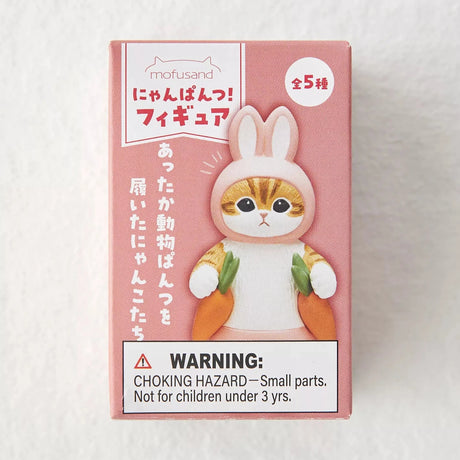 mofusand
にゃんぱんつ!
フィギュア
全5種
あったか動物ぱんつを
履いたにゃんこたち
WARNING:
CHOKING HAZARD—Small parts.
Not for children under 3 yrs.